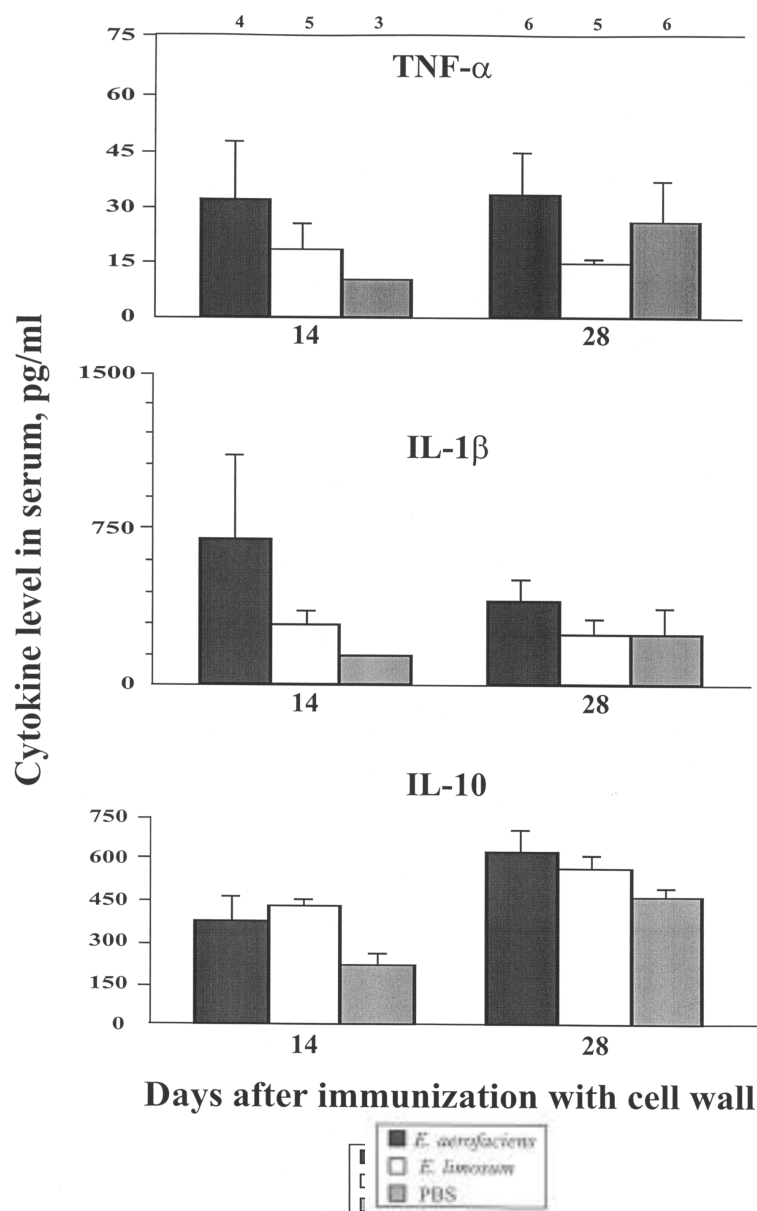 4 5 3 6 5 6
75
TNF-α
60
45
30
15
0
14 28
Cytokine level in serum, pg/ml
1500
IL-1β
750
0
14 28
IL-10
750
600
450
300
150
0
14 28
Days after immunization with cell wall
E. aerofaciens
E. limosum
PBS